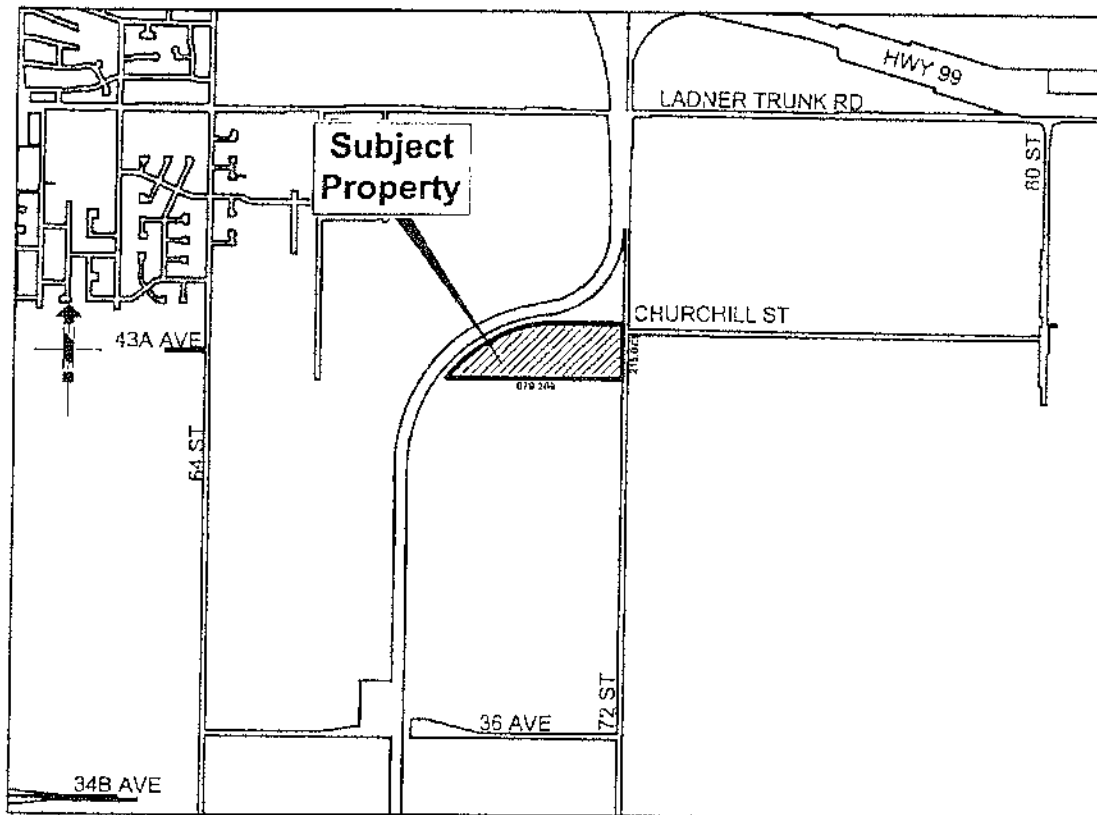 HWY 99
LADNER TRUNK RD
Subject
Property
80 ST
CHURCHILL ST
43A AVE
64 ST
72 ST
36 AVE
34B AVE